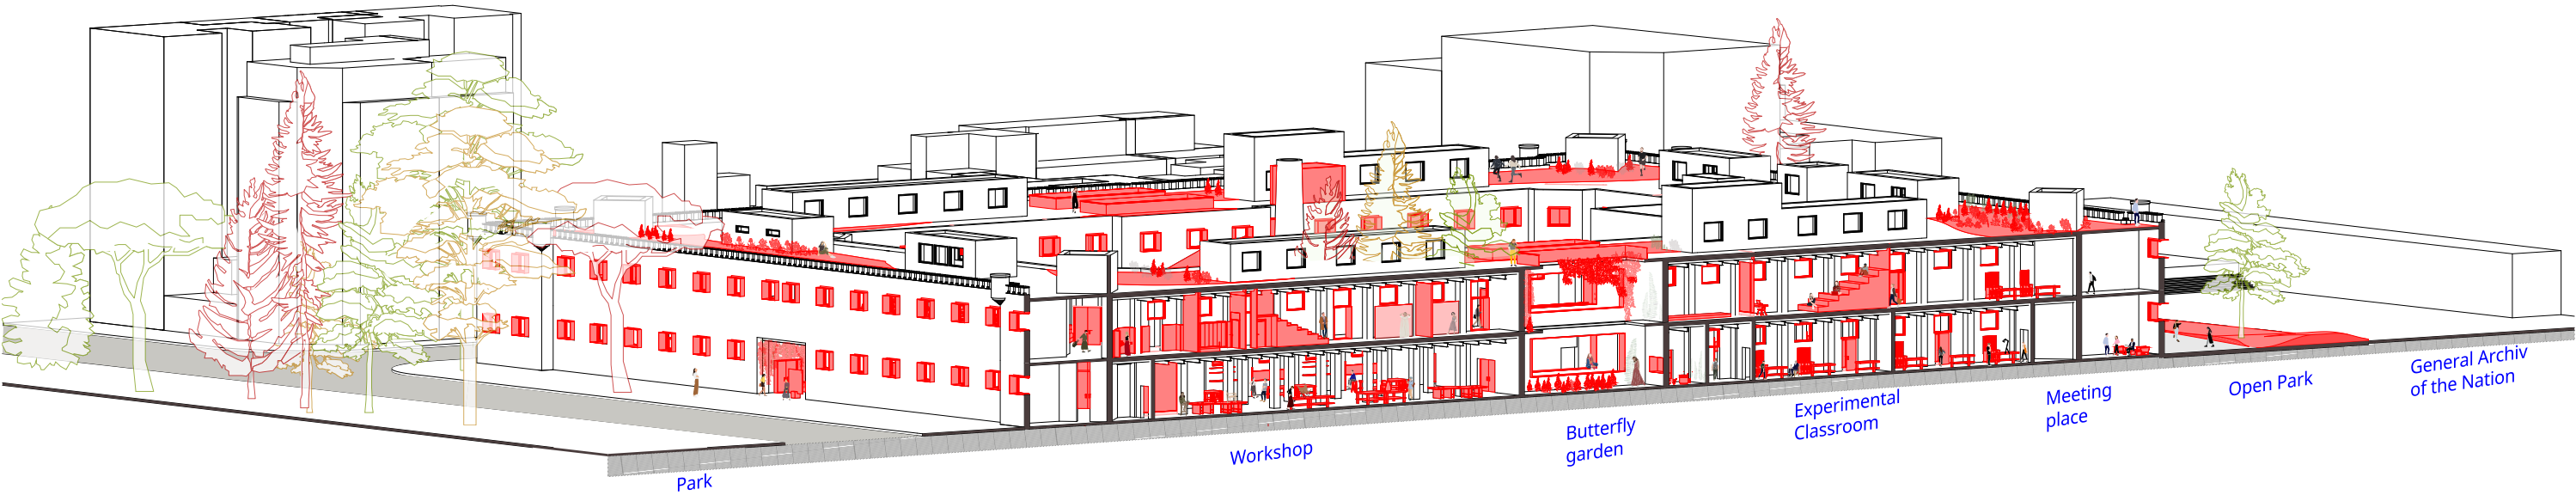 Park
Workshop
Butterfly
garden
Experimental
Classroom
Meeting
place
Open Park
General Archiv
of the Nation